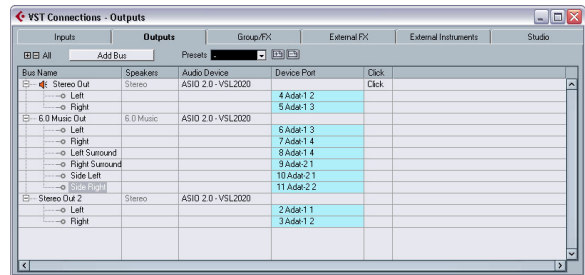 VST Connections - Outputs
Inputs Outputs Group/FX External FX External Instruments Studio
All Add Bus Presets -
Bus Name Speakers Audio Device Device Port Click
Stereo Out Stereo ASIO 2.0 - VSL2020 Click
Left 4 Adat-1 2
Right 5 Adat-1 3
6.0 Music Out 6.0 Music ASIO 2.0 - VSL2020
Left 6 Adat-1 3
Right 7 Adat-1 4
Left Surround 8 Adat-1 4
Right Surround 9 Adat-2 1
Side Left 10 Adat-2 1
Side Right 11 Adat-2 2
Stereo Out 2 Stereo ASIO 2.0 - VSL2020
Left 2 Adat-1 1
Right 3 Adat-1 2